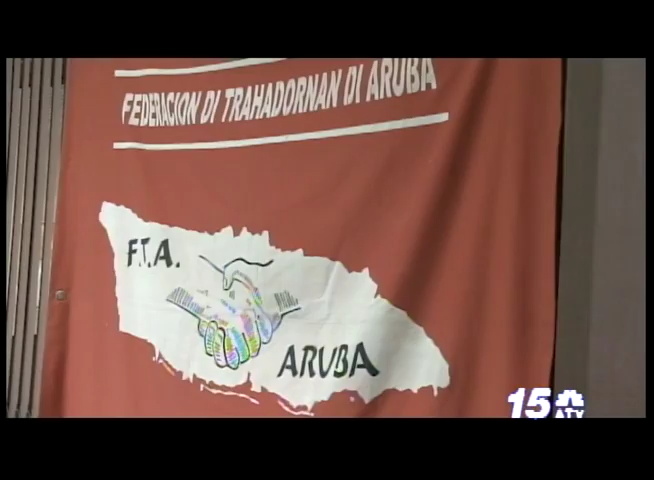 FEDERACION DI TRAHADORNAN DI ARUBA
F.T.A.
ARUBA
15 ATV